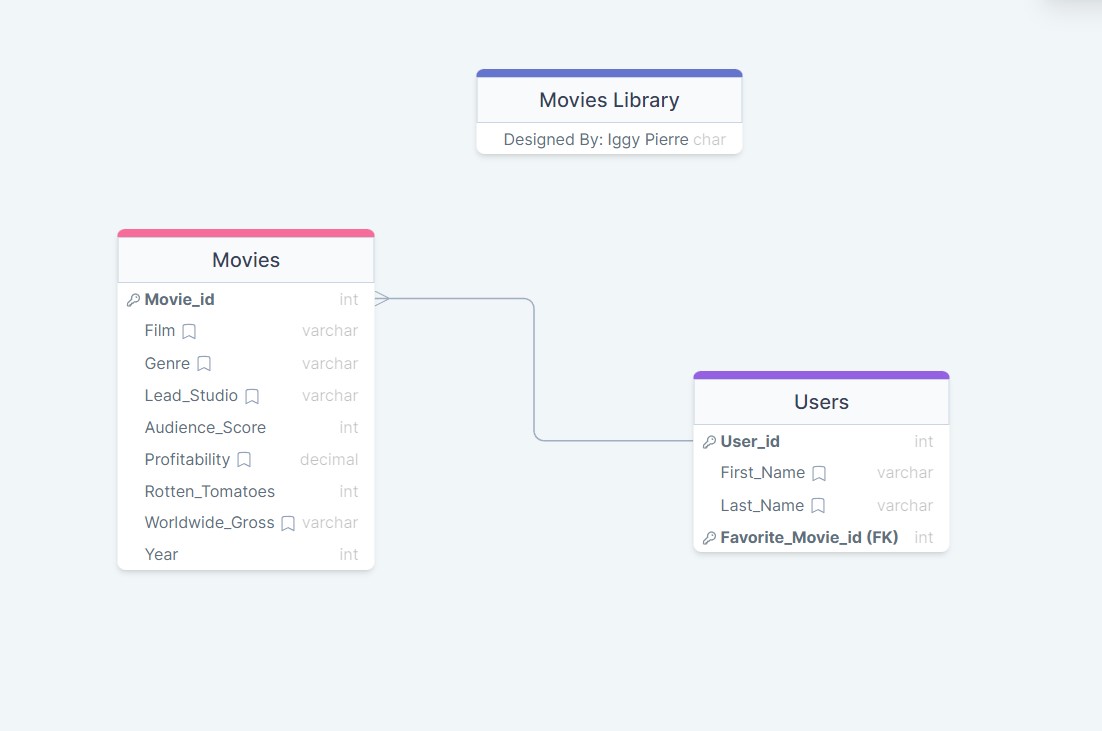 Movies Library
Designed By: Iggy Pierre char
Movies
Movie_id int
Film varchar
Genre varchar
Lead_Studio varchar
Audience_Score int
Profitability decimal
Rotten_Tomatoes int
Worldwide_Gross varchar
Year int
Users
User_id int
First_Name varchar
Last_Name varchar
Favorite_Movie_id (FK) int